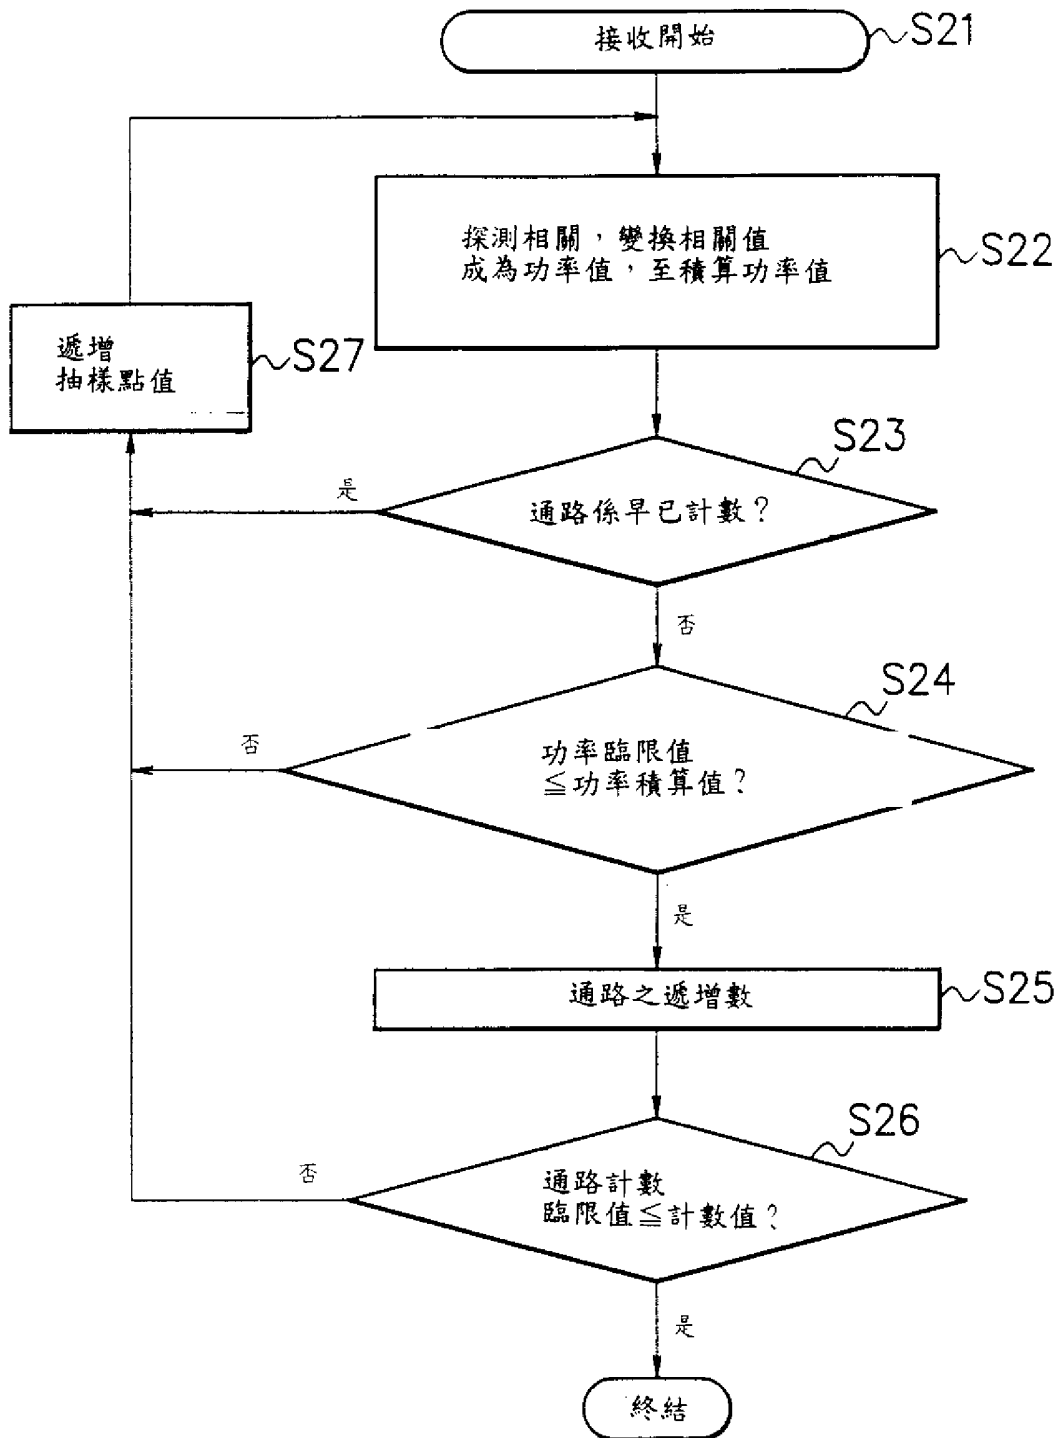 接收開始
S21
探測相關，變換相關值
成為功率值，至積算功率值
S22
遞增
抽樣點值
S27
S23
是
通路係早已計數？
否
S24
否
功率臨限值
≦功率積算值？
是
通路之遞增數
S25
S26
否
通路計數
臨限值≦計數值？
是
終結